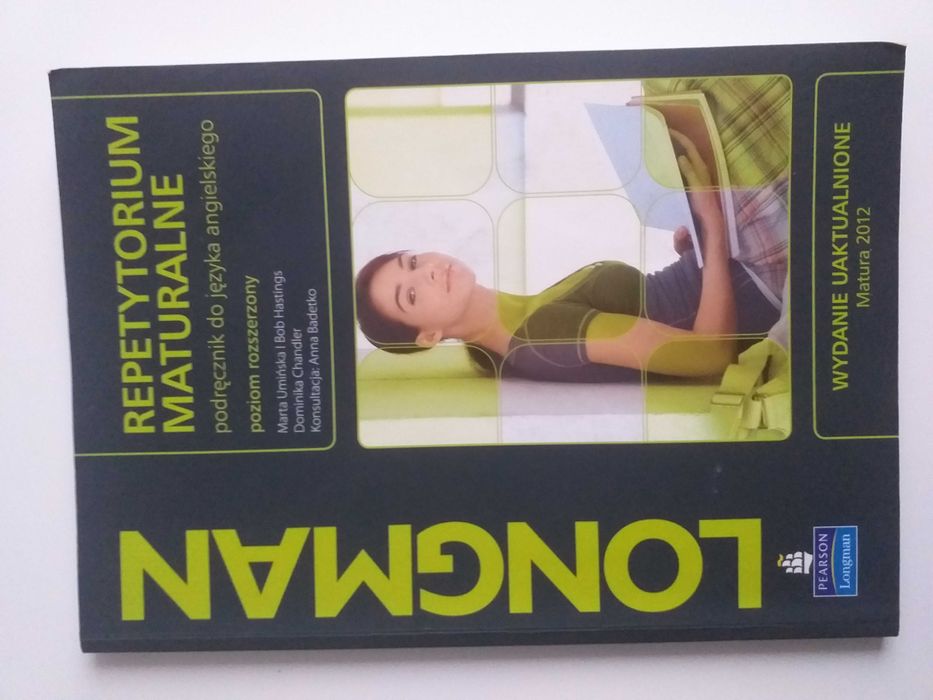 LONGMAN
REPETYTORIUM
MATURALNE
podręcznik do języka angielskiego
poziom rozszerzony
Marta Umińska | Bob Hastings
Dominika Chandler
Konsultacja: Anna Badetko
WYDANIE UAKTUALNIONE
Matura 2012
PEARSON
Longman